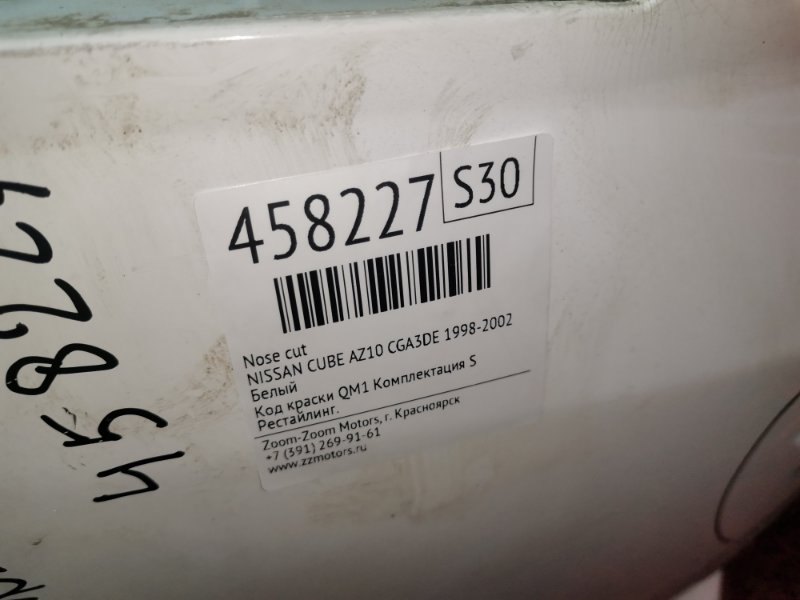 458227 S30
Nose cut
NISSAN CUBE AZ10 CGA3DE 1998-2002
Белый
Код краски QM1 Комплектация S
Рестайлинг.
Zoom-Zoom Motors, г. Красноярск
+7 (391) 269-91-61
www.zzmotors.ru
458227